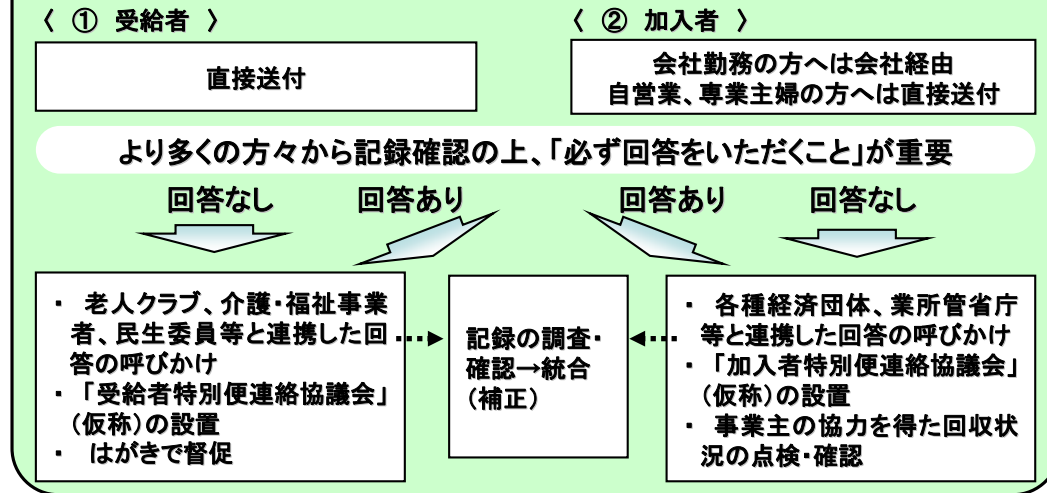 〈 ① 受給者 〉
直接送付
〈 ② 加入者 〉
会社勤務の方へは会社経由
自営業、専業主婦の方へは直接送付
より多くの方々から記録確認の上、「必ず回答をいただくこと」が重要
回答なし 回答あり 回答あり 回答なし
・ 老人クラブ、介護・福祉事業
者、民生委員等と連携した回
答の呼びかけ
・ 「受給者特別便連絡協議会」
(仮称)の設置
・ はがきで督促
記録の調査・
確認→統合
(補正)
・ 各種経済団体、業所管省庁
等と連携した回答の呼びかけ
・ 「加入者特別便連絡協議会」
(仮称)の設置
・ 事業主の協力を得た回収状
況の点検・確認